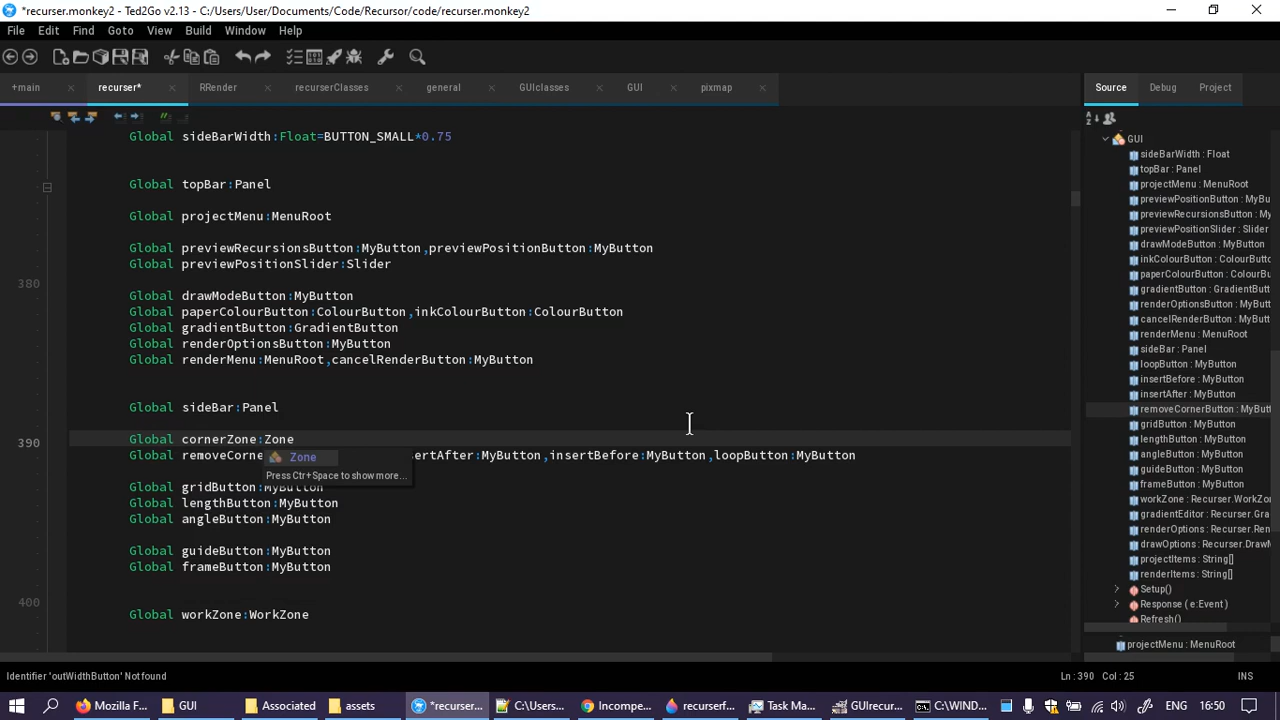 *recurser.monkey2 - Ted2Go v2.13 - C:/Users/User/Documents/Code/Recursor/code/recurser.monkey2
File Edit GoTo View Build Window Help
+main recurser* RRender recurserClasses general GUIclasses GUI pixmap Source Debug Project
Global sideBarWidth:Float=BUTTON_SMALL*0.75
Global topBar:Panel
Global projectMenu:MenuRoot
Global previewRecursionsButton:MyButton,previewPositionButton:MyButton
Global previewPositionSlider:Slider
380
Global drawModeButton:MyButton
Global paperColourButton:ColourButton,inkColourButton:ColourButton
Global gradientButton:GradientButton
Global renderOptionsButton:MyButton
Global renderMenu:MenuRoot,cancelRenderButton:MyButton
Global sideBar:Panel
390 Global cornerZone:Zone
Global removeCorne
Zone
ertAfter:MyButton,insertBefore:MyButton,loopButton:MyButton
Press Ctrl+Space to show more...
Global gridButton:MyButton
Global lengthButton:MyButton
Global angleButton:MyButton
Global guideButton:MyButton
Global frameButton:MyButton
400
Global workZone:WorkZone
GUI
sideBarWidth : Float
topBar : Panel
projectMenu : MenuRoot
previewPositionButton : MyBu
previewRecursionsButton : My
previewPositionSlider : Slider
drawModeButton : MyButton
inkColourButton : ColourButto
paperColourButton : ColourBu
gradientButton : GradientButt
renderOptionsButton : MyButt
cancelRenderButton : MyButt
renderMenu : MenuRoot
sideBar : Panel
loopButton : MyButton
insertBefore : MyButton
insertAfter : MyButton
removeCornerButton : MyButt
gridButton : MyButton
lengthButton : MyButton
angleButton : MyButton
guideButton : MyButton
frameButton : MyButton
workZone : Recurser.WorkZon
gradientEditor : Recurser.Gra
renderOptions : Recurser.Ren
drawOptions : Recurser.DrawM
projectItems : String[]
renderItems : String[]
Setup()
Response ( e:Event )
Refresh()
projectMenu : MenuRoot
Identifier 'outWidthButton' Not found Ln : 390 Col : 25 INS
Mozilla F... GUI Associated assets *recurser.... C:\Users... Incompe... recurserf... Task Ma... GUIrecur... C:\WIND... 16:50